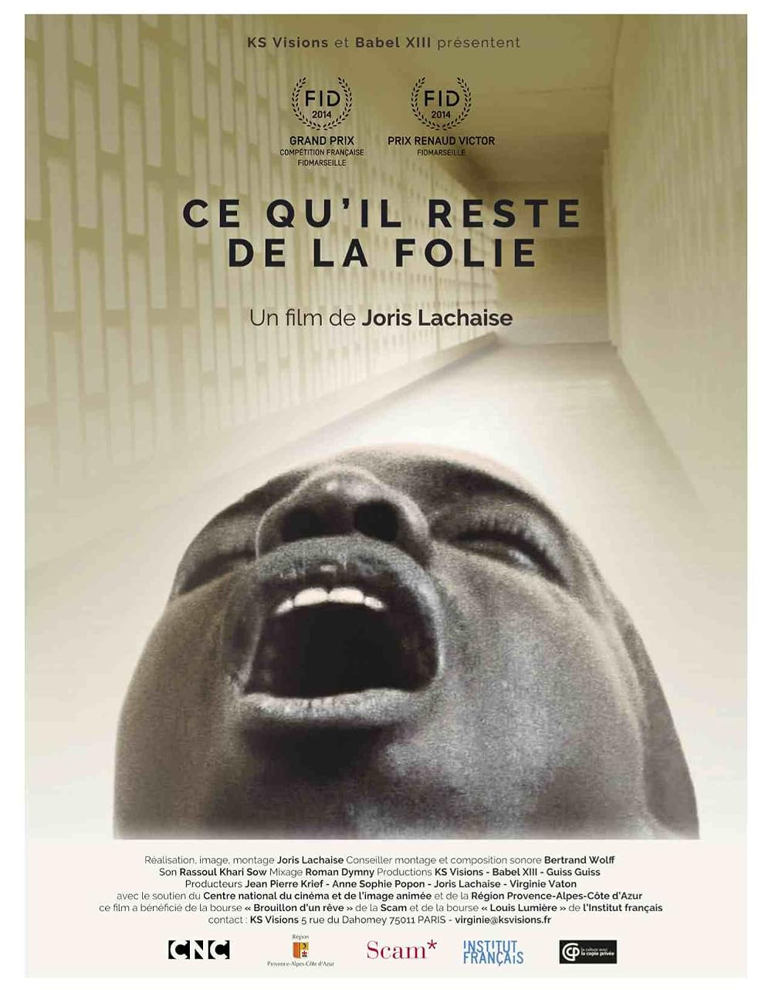 KS Visions et Babel XIII présentent
FID
2014
GRAND PRIX
COMPÉTITION FRANÇAISE
FIDMARSEILLE
FID
2014
PRIX RENAUD VICTOR
FIDMARSEILLE
CE QU'IL RESTE
DE LA FOLIE
Un film de Joris Lachaise
Réalisation, image, montage Joris Lachaise Conseiller montage et composition sonore Bertrand Wolff
Son Rassoul Khari Sow Mixage Roman Dymny Productions KS Visions - Babel XIII - Guiss Guiss
Producteurs Jean Pierre Krief - Anne Sophie Popon - Joris Lachaise - Virginie Vaton
avec le soutien du Centre national du cinéma et de l'image animée et de la Région Provence-Alpes-Côte d'Azur
ce film a bénéficié de la bourse « Brouillon d'un rêve » de la Scam et de la bourse « Louis Lumière » de l'Institut français
contact : KS Visions 5 rue du Dahomey 75011 PARIS - virginie@ksvisions.fr
CNC
Région
Provence-Alpes-Côte d'Azur
Scam*
INSTITUT
FRANÇAIS
la culture avec
la copie privée